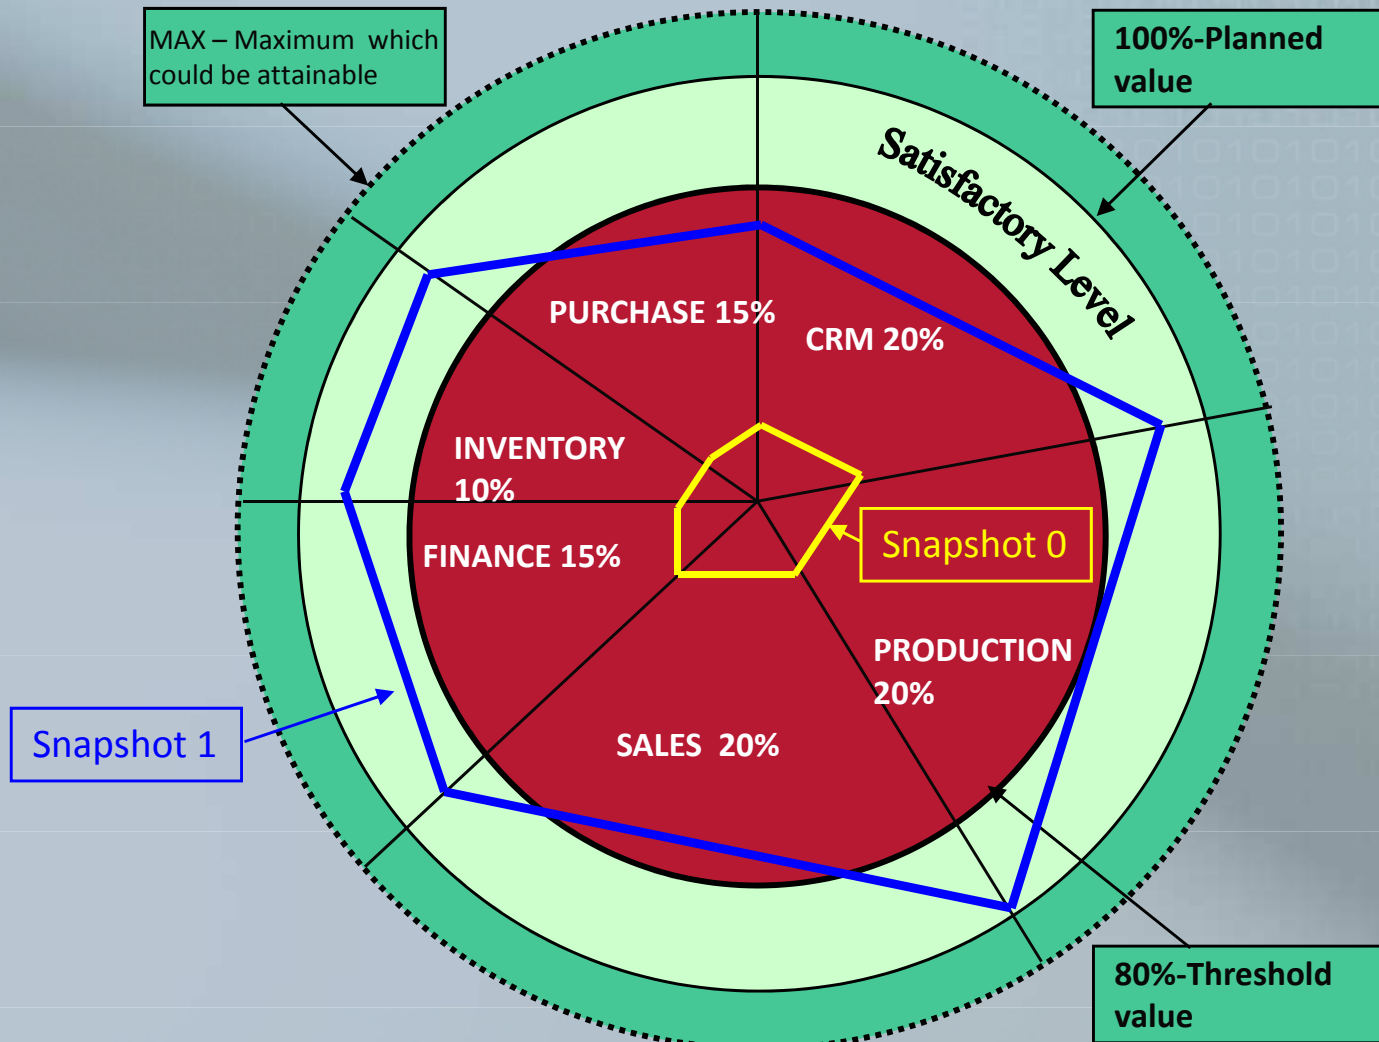 MAX – Maximum which
could be attainable
100%-Planned
value
Satisfactory Level
PURCHASE 15%
CRM 20%
INVENTORY
10%
FINANCE 15%
Snapshot 0
PRODUCTION
20%
SALES 20%
Snapshot 1
80%-Threshold
value